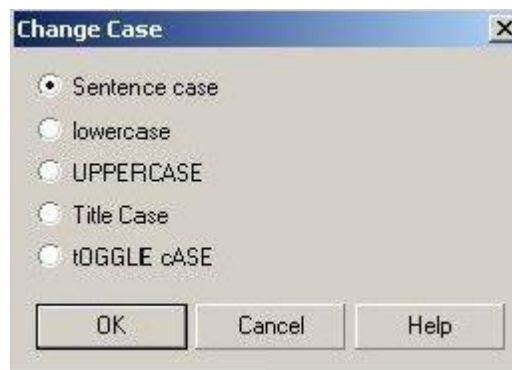 Change Case
Sentence case
lowercase
UPPERCASE
Title Case
tOGGLE cASE
OK Cancel Help